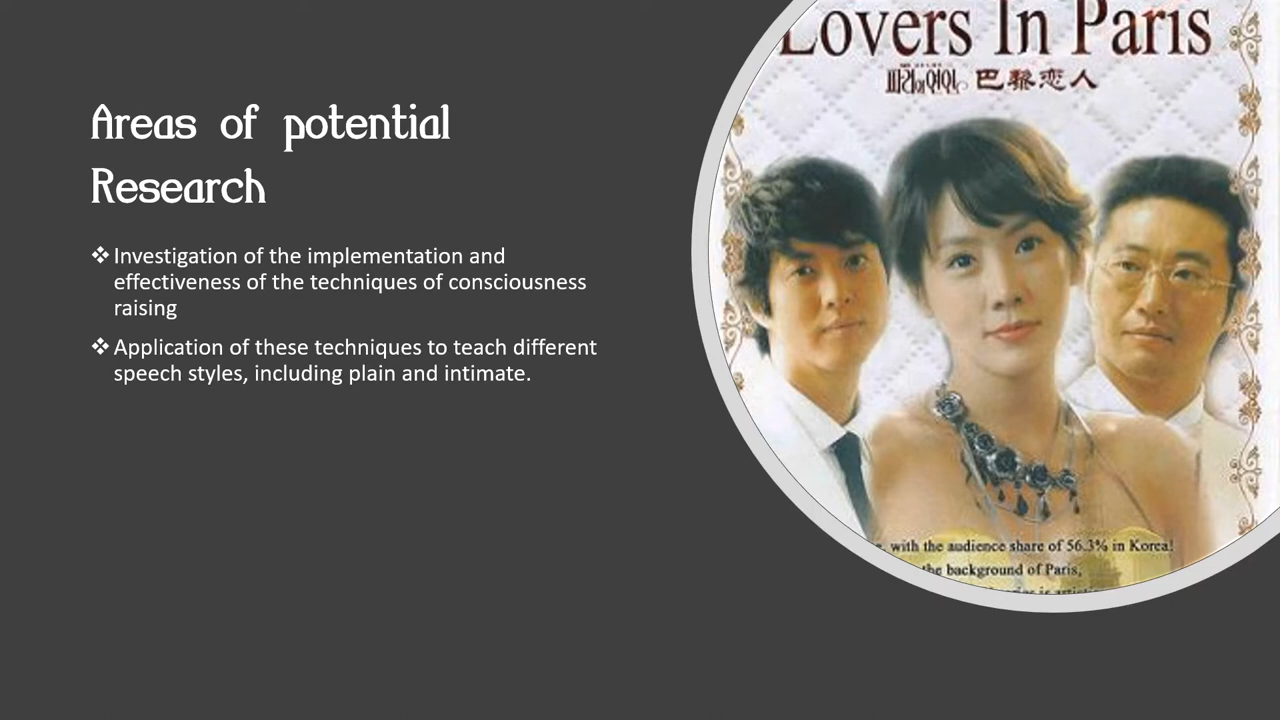 Areas of potential
Research
❖ Investigation of the implementation and
effectiveness of the techniques of consciousness
raising
❖ Application of these techniques to teach different
speech styles, including plain and intimate.
Lovers In Paris
파리의 연인 巴黎恋人
with the audience share of 56.3% in Korea!
the background of Paris,